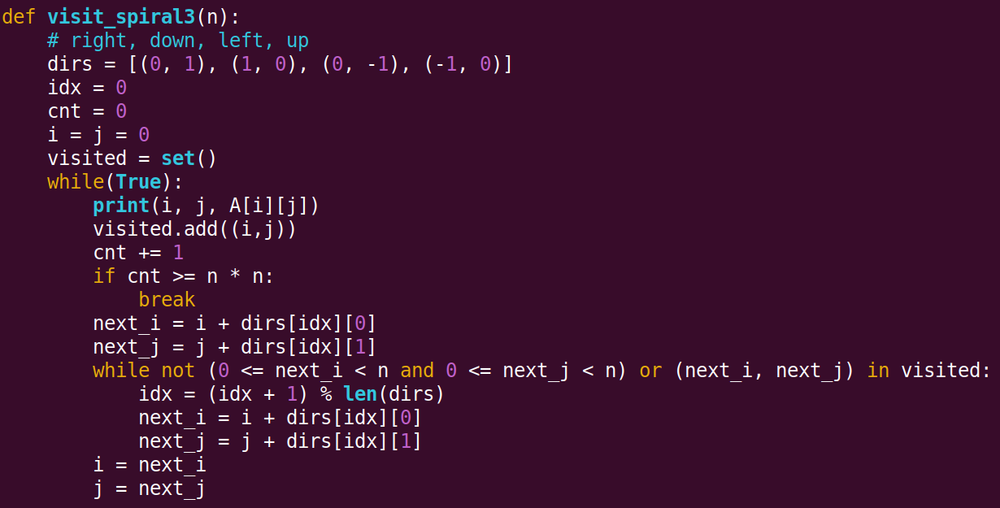 def visit_spiral3(n):
    # right, down, left, up
    dirs = [(0, 1), (1, 0), (0, -1), (-1, 0)]
    idx = 0
    cnt = 0
    i = j = 0
    visited = set()
    while(True):
        print(i, j, A[i][j])
        visited.add((i,j))
        cnt += 1
        if cnt >= n * n:
            break
        next_i = i + dirs[idx][0]
        next_j = j + dirs[idx][1]
        while not (0 <= next_i < n and 0 <= next_j < n) or (next_i, next_j) in visited:
            idx = (idx + 1) % len(dirs)
            next_i = i + dirs[idx][0]
            next_j = j + dirs[idx][1]
        i = next_i
        j = next_j